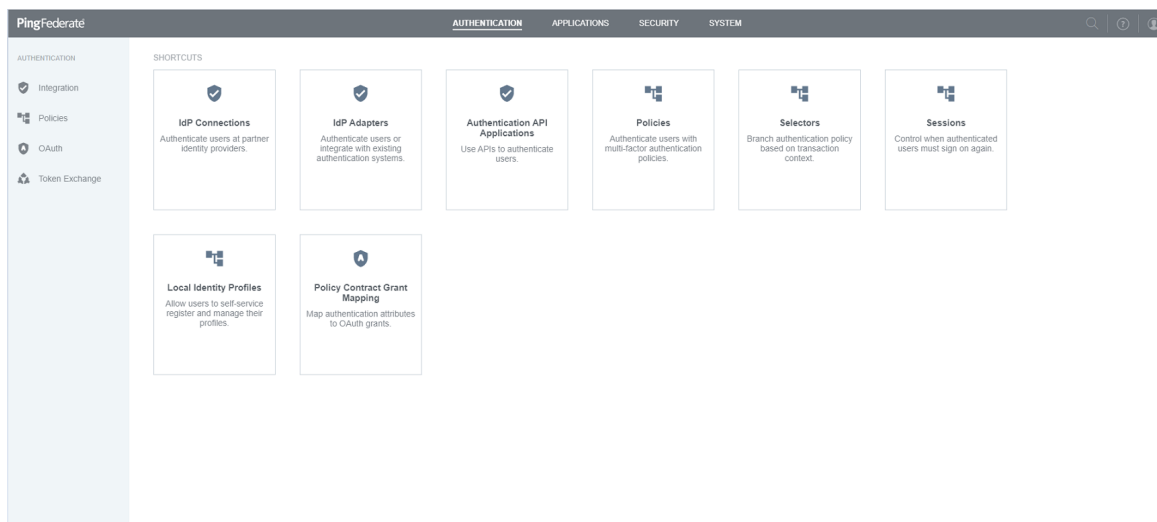 PingFederate
AUTHENTICATION
APPLICATIONS
SECURITY
SYSTEM
AUTHENTICATION
Integration
Policies
OAuth
Token Exchange
SHORTCUTS
IdP Connections
Authenticate users at partner
identity providers.
IdP Adapters
Authenticate users or
integrate with existing
authentication systems.
Authentication API
Applications
Use APIs to authenticate
users.
Policies
Authenticate users with
multi-factor authentication
policies.
Selectors
Branch authentication policy
based on transaction
context.
Sessions
Control when authenticated
users must sign on again.
Local Identity Profiles
Allow users to self-service
register and manage their
profiles.
Policy Contract Grant
Mapping
Map authentication attributes
to OAuth grants.